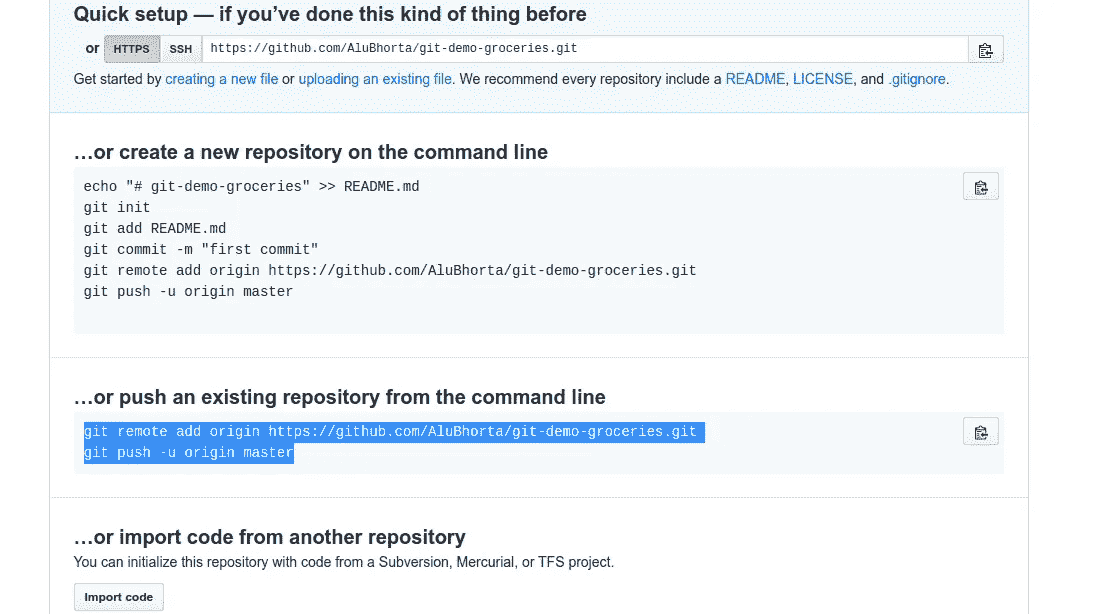 Quick setup — if you’ve done this kind of thing before
or HTTPS SSH https://github.com/AluBhorta/git-demo-groceries.git
Get started by creating a new file or uploading an existing file. We recommend every repository include a README, LICENSE, and .gitignore.
…or create a new repository on the command line
echo "# git-demo-groceries" >> README.md
git init
git add README.md
git commit -m "first commit"
git remote add origin https://github.com/AluBhorta/git-demo-groceries.git
git push -u origin master
…or push an existing repository from the command line
git remote add origin https://github.com/AluBhorta/git-demo-groceries.git
git push -u origin master
…or import code from another repository
You can initialize this repository with code from a Subversion, Mercurial, or TFS project.
Import code